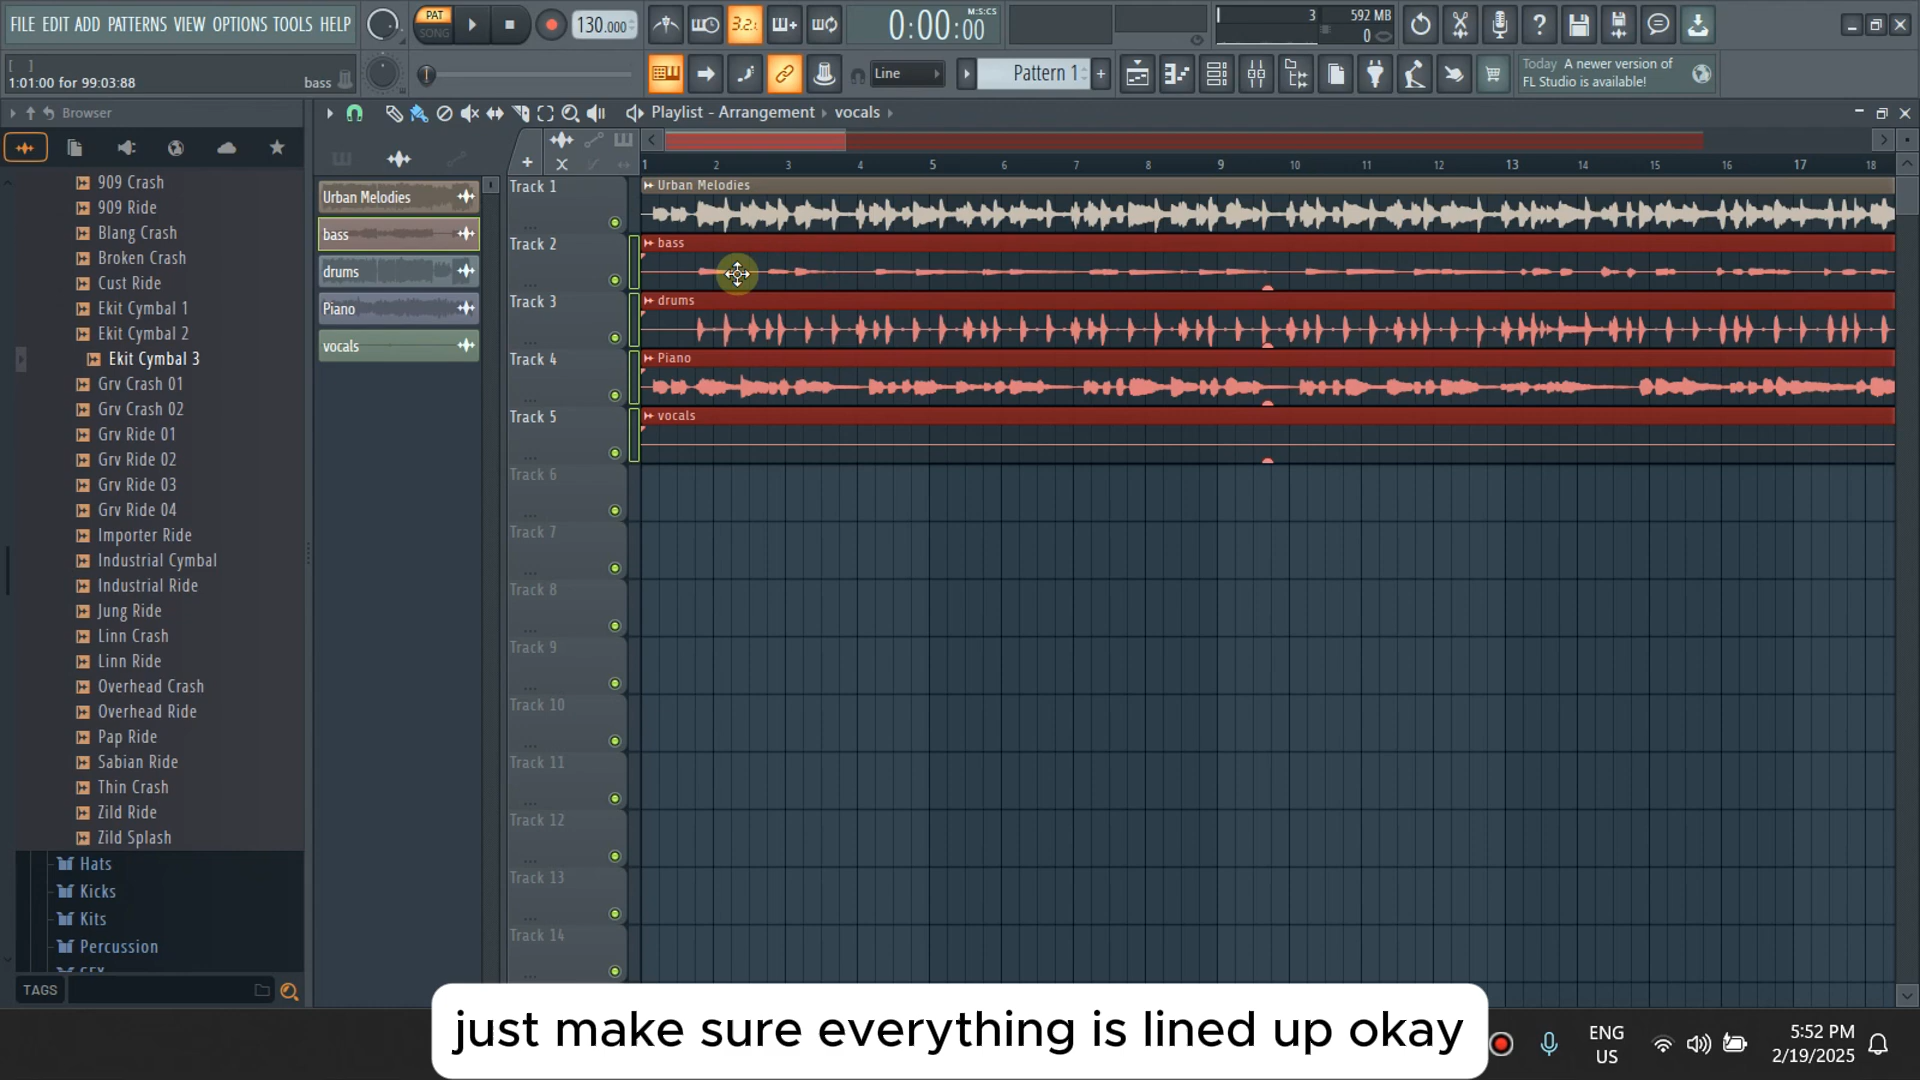 FILE EDIT ADD PATTERNS VIEW OPTIONS TOOLS HELP
PAT
SONG
130.000
3.2.
0:00:00
M:S:CS
3
592 MB
0
1:01:00 for 99:03:88
bass
Line
Pattern 1
+
Today A newer version of
FL Studio is available!
Browser
Playlist - Arrangement
vocals
909 Crash
909 Ride
Blang Crash
Broken Crash
Cust Ride
Ekit Cymbal 1
Ekit Cymbal 2
Ekit Cymbal 3
Grv Crash 01
Grv Crash 02
Grv Ride 01
Grv Ride 02
Grv Ride 03
Grv Ride 04
Importer Ride
Industrial Cymbal
Industrial Ride
Jung Ride
Linn Crash
Linn Ride
Overhead Crash
Overhead Ride
Pap Ride
Sabian Ride
Thin Crash
Zild Ride
Zild Splash
Hats
Kicks
Kits
Percussion
TAGS
Urban Melodies
bass
drums
Piano
vocals
1 2 3 4 5 6 7 8 9 10 11 12 13 14 15 16 17 18
Track 1
Urban Melodies
Track 2
bass
Track 3
drums
Track 4
Piano
Track 5
vocals
Track 6
Track 7
Track 8
Track 9
Track 10
Track 11
Track 12
Track 13
Track 14
just make sure everything is lined up okay
ENG
US
5:52 PM
2/19/2025